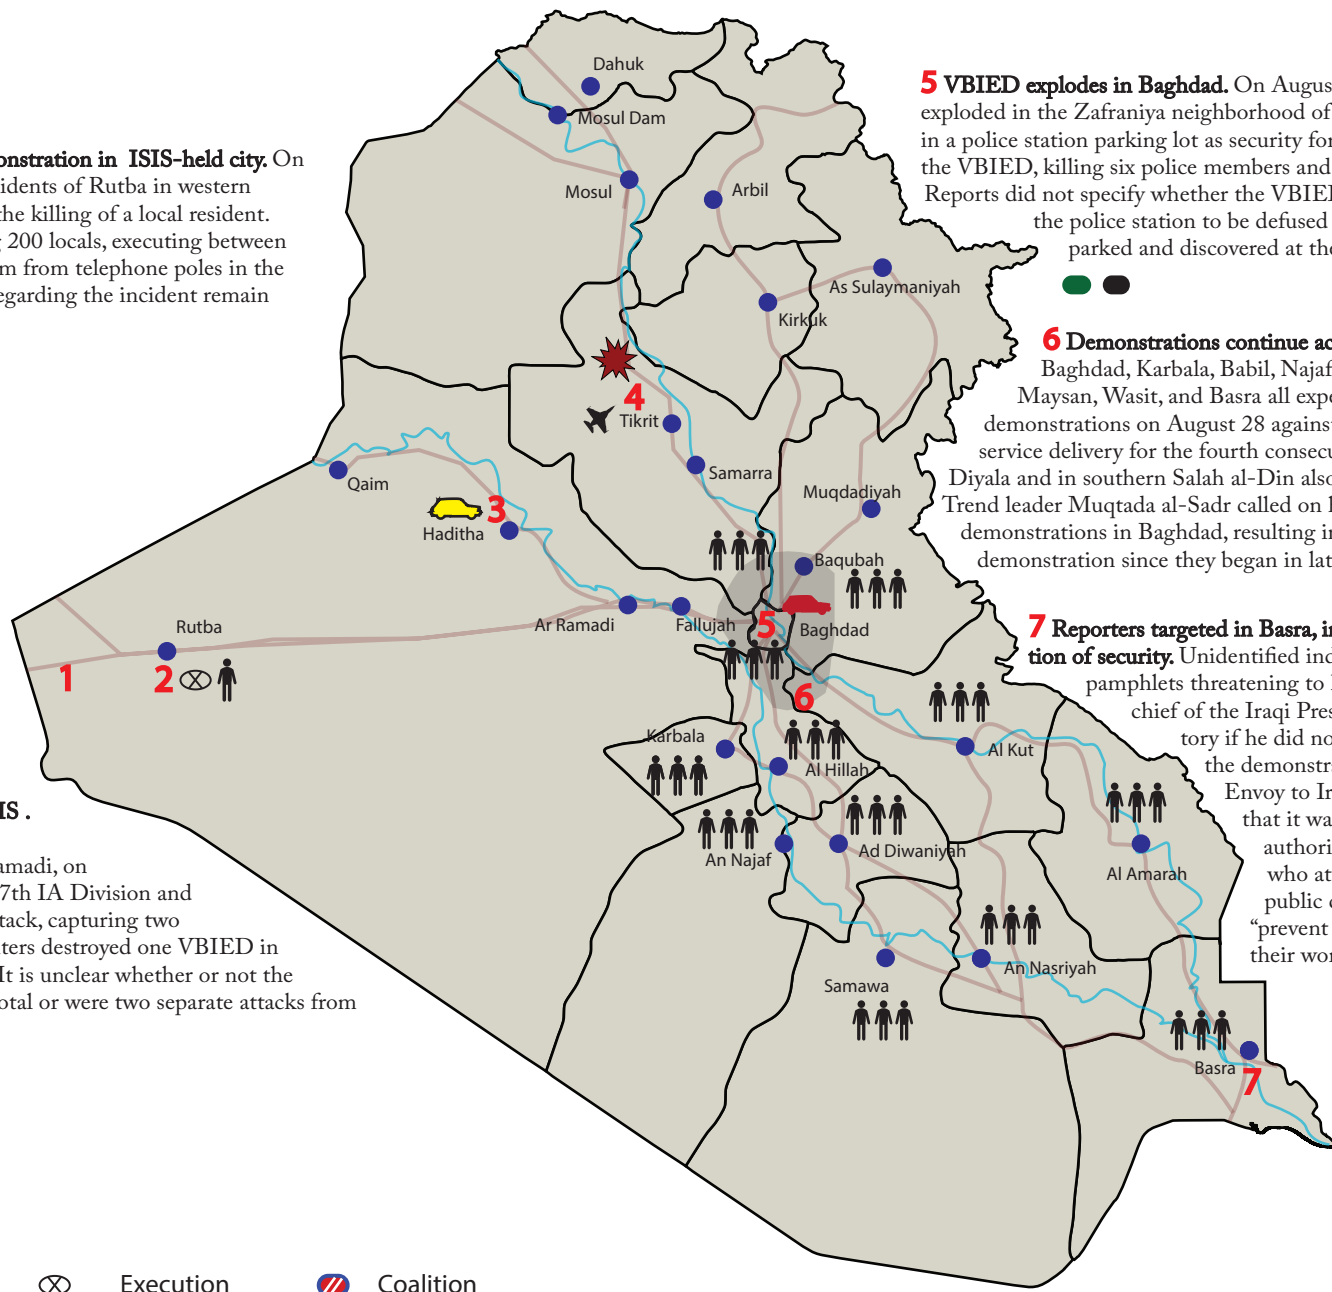 onstration in ISIS-held city. On
idents of Rutba in western
the killing of a local resident.
g 200 locals, executing between
m from telephone poles in the
egarding the incident remain
5 VBIED explodes in Baghdad. On August
exploded in the Zafraniya neighborhood of
in a police station parking lot as security for
the VBIED, killing six police members and
Reports did not specify whether the VBIE
the police station to be defused
parked and discovered at the
6 Demonstrations continue ac
Baghdad, Karbala, Babil, Najaf
Maysan, Wasit, and Basra all expe
demonstrations on August 28 against
service delivery for the fourth consecu
Diyala and in southern Salah al-Din also
Trend leader Muqtada al-Sadr called on
demonstrations in Baghdad, resulting in
demonstration since they began in lat
7 Reporters targeted in Basra, in
tion of security. Unidentified ind
pamphlets threatening to
chief of the Iraqi Pres
tory if he did no
the demonstra
Envoy to Ir
that it wa
authori
who at
public
“prevent
their wor
IS .
amadi, on
7th IA Division and
tack, capturing two
ters destroyed one VBIED in
It is unclear whether or not the
otal or were two separate attacks from
Dahuk
Mosul Dam
Mosul
Arbil
As Sulaymaniyah
Kirkuk
4
Tikrit
Samarra
Qaim
3
Haditha
Muqdadiyah
Baqubah
Ar Ramadi
Fallujah
5
Baghdad
Rutba
1
2
6
Karbala
Al Hillah
Al Kut
An Najaf
Ad Diwaniyah
Al Amarah
An Nasriyah
Samawa
Basra
7
Execution
Coalition